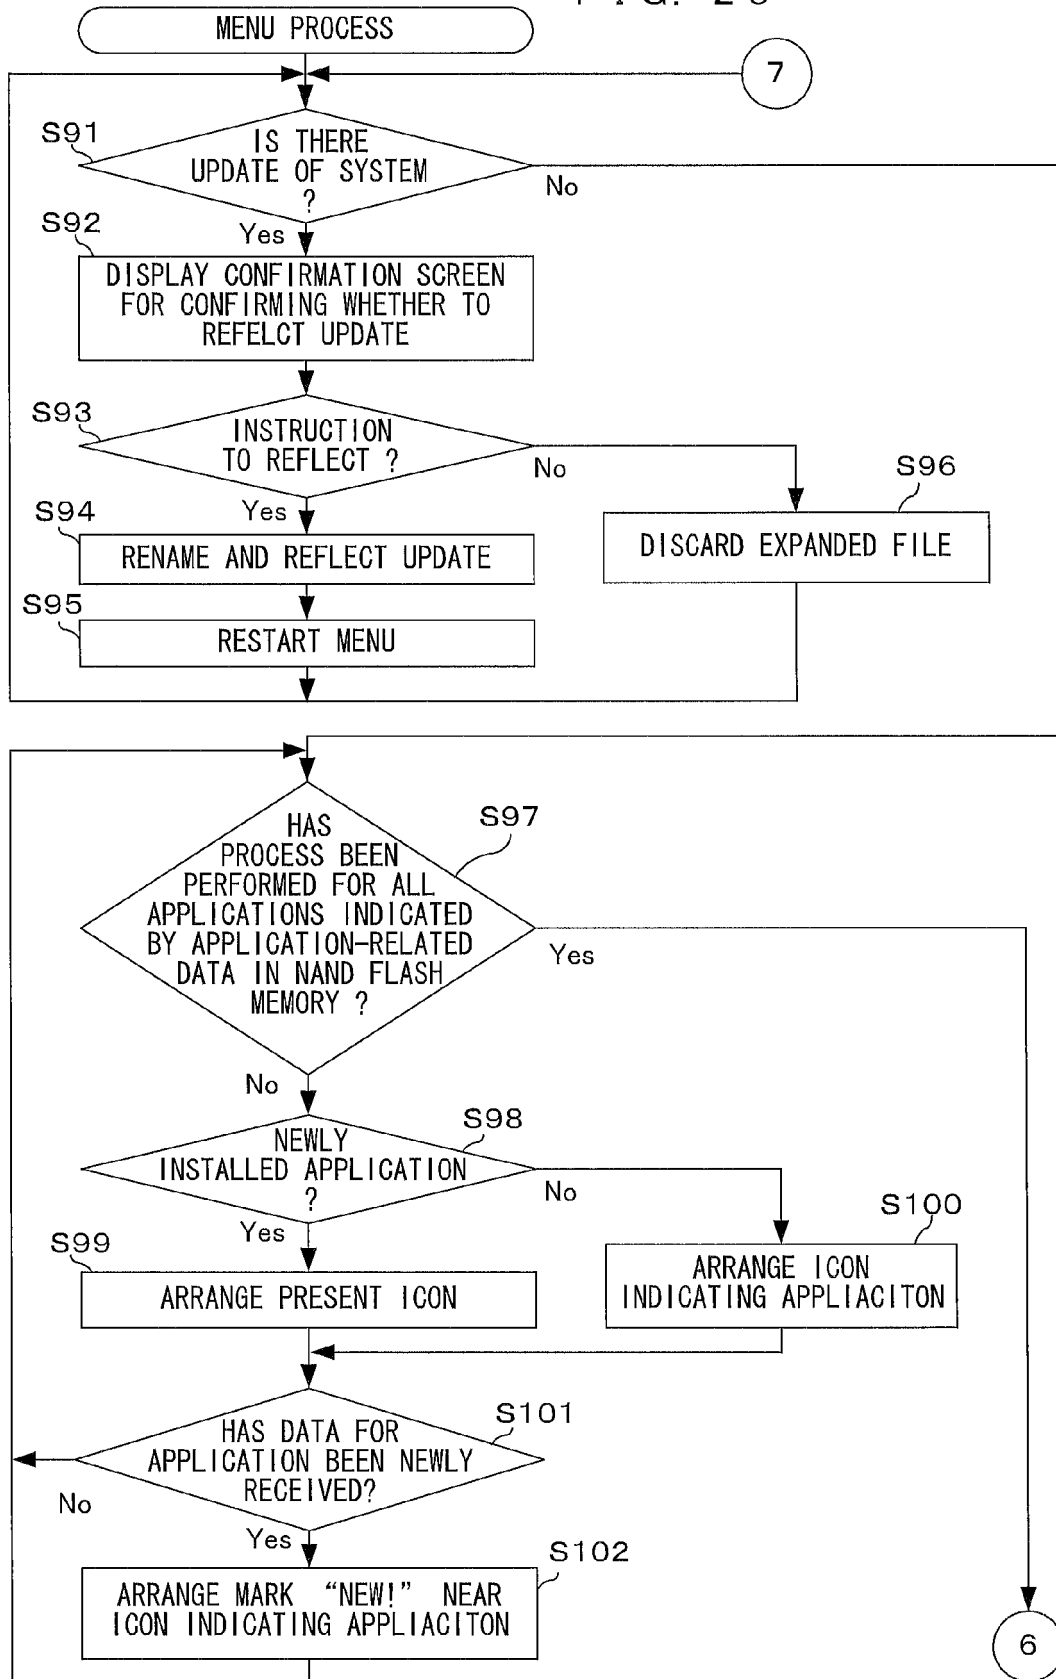 MENU PROCESS
7
S91
IS THERE
UPDATE OF SYSTEM
?
No
Yes
S92
DISPLAY CONFIRMATION SCREEN
FOR CONFIRMING WHETHER TO
REFELCT UPDATE
S93
INSTRUCTION
TO REFLECT ?
No
Yes
S96
DISCARD EXPANDED FILE
S94
RENAME AND REFLECT UPDATE
S95
RESTART MENU
S97
HAS
PROCESS BEEN
PERFORMED FOR ALL
APPLICATIONS INDICATED
BY APPLICATION-RELATED
DATA IN NAND FLASH
MEMORY ?
Yes
No
S98
NEWLY
INSTALLED APPLICATION
?
No
Yes
S99
ARRANGE PRESENT ICON
S100
ARRANGE ICON
INDICATING APPLIACITON
S101
HAS DATA FOR
APPLICATION BEEN NEWLY
RECEIVED?
No
Yes
S102
ARRANGE MARK “NEW!” NEAR
ICON INDICATING APPLIACITON
6